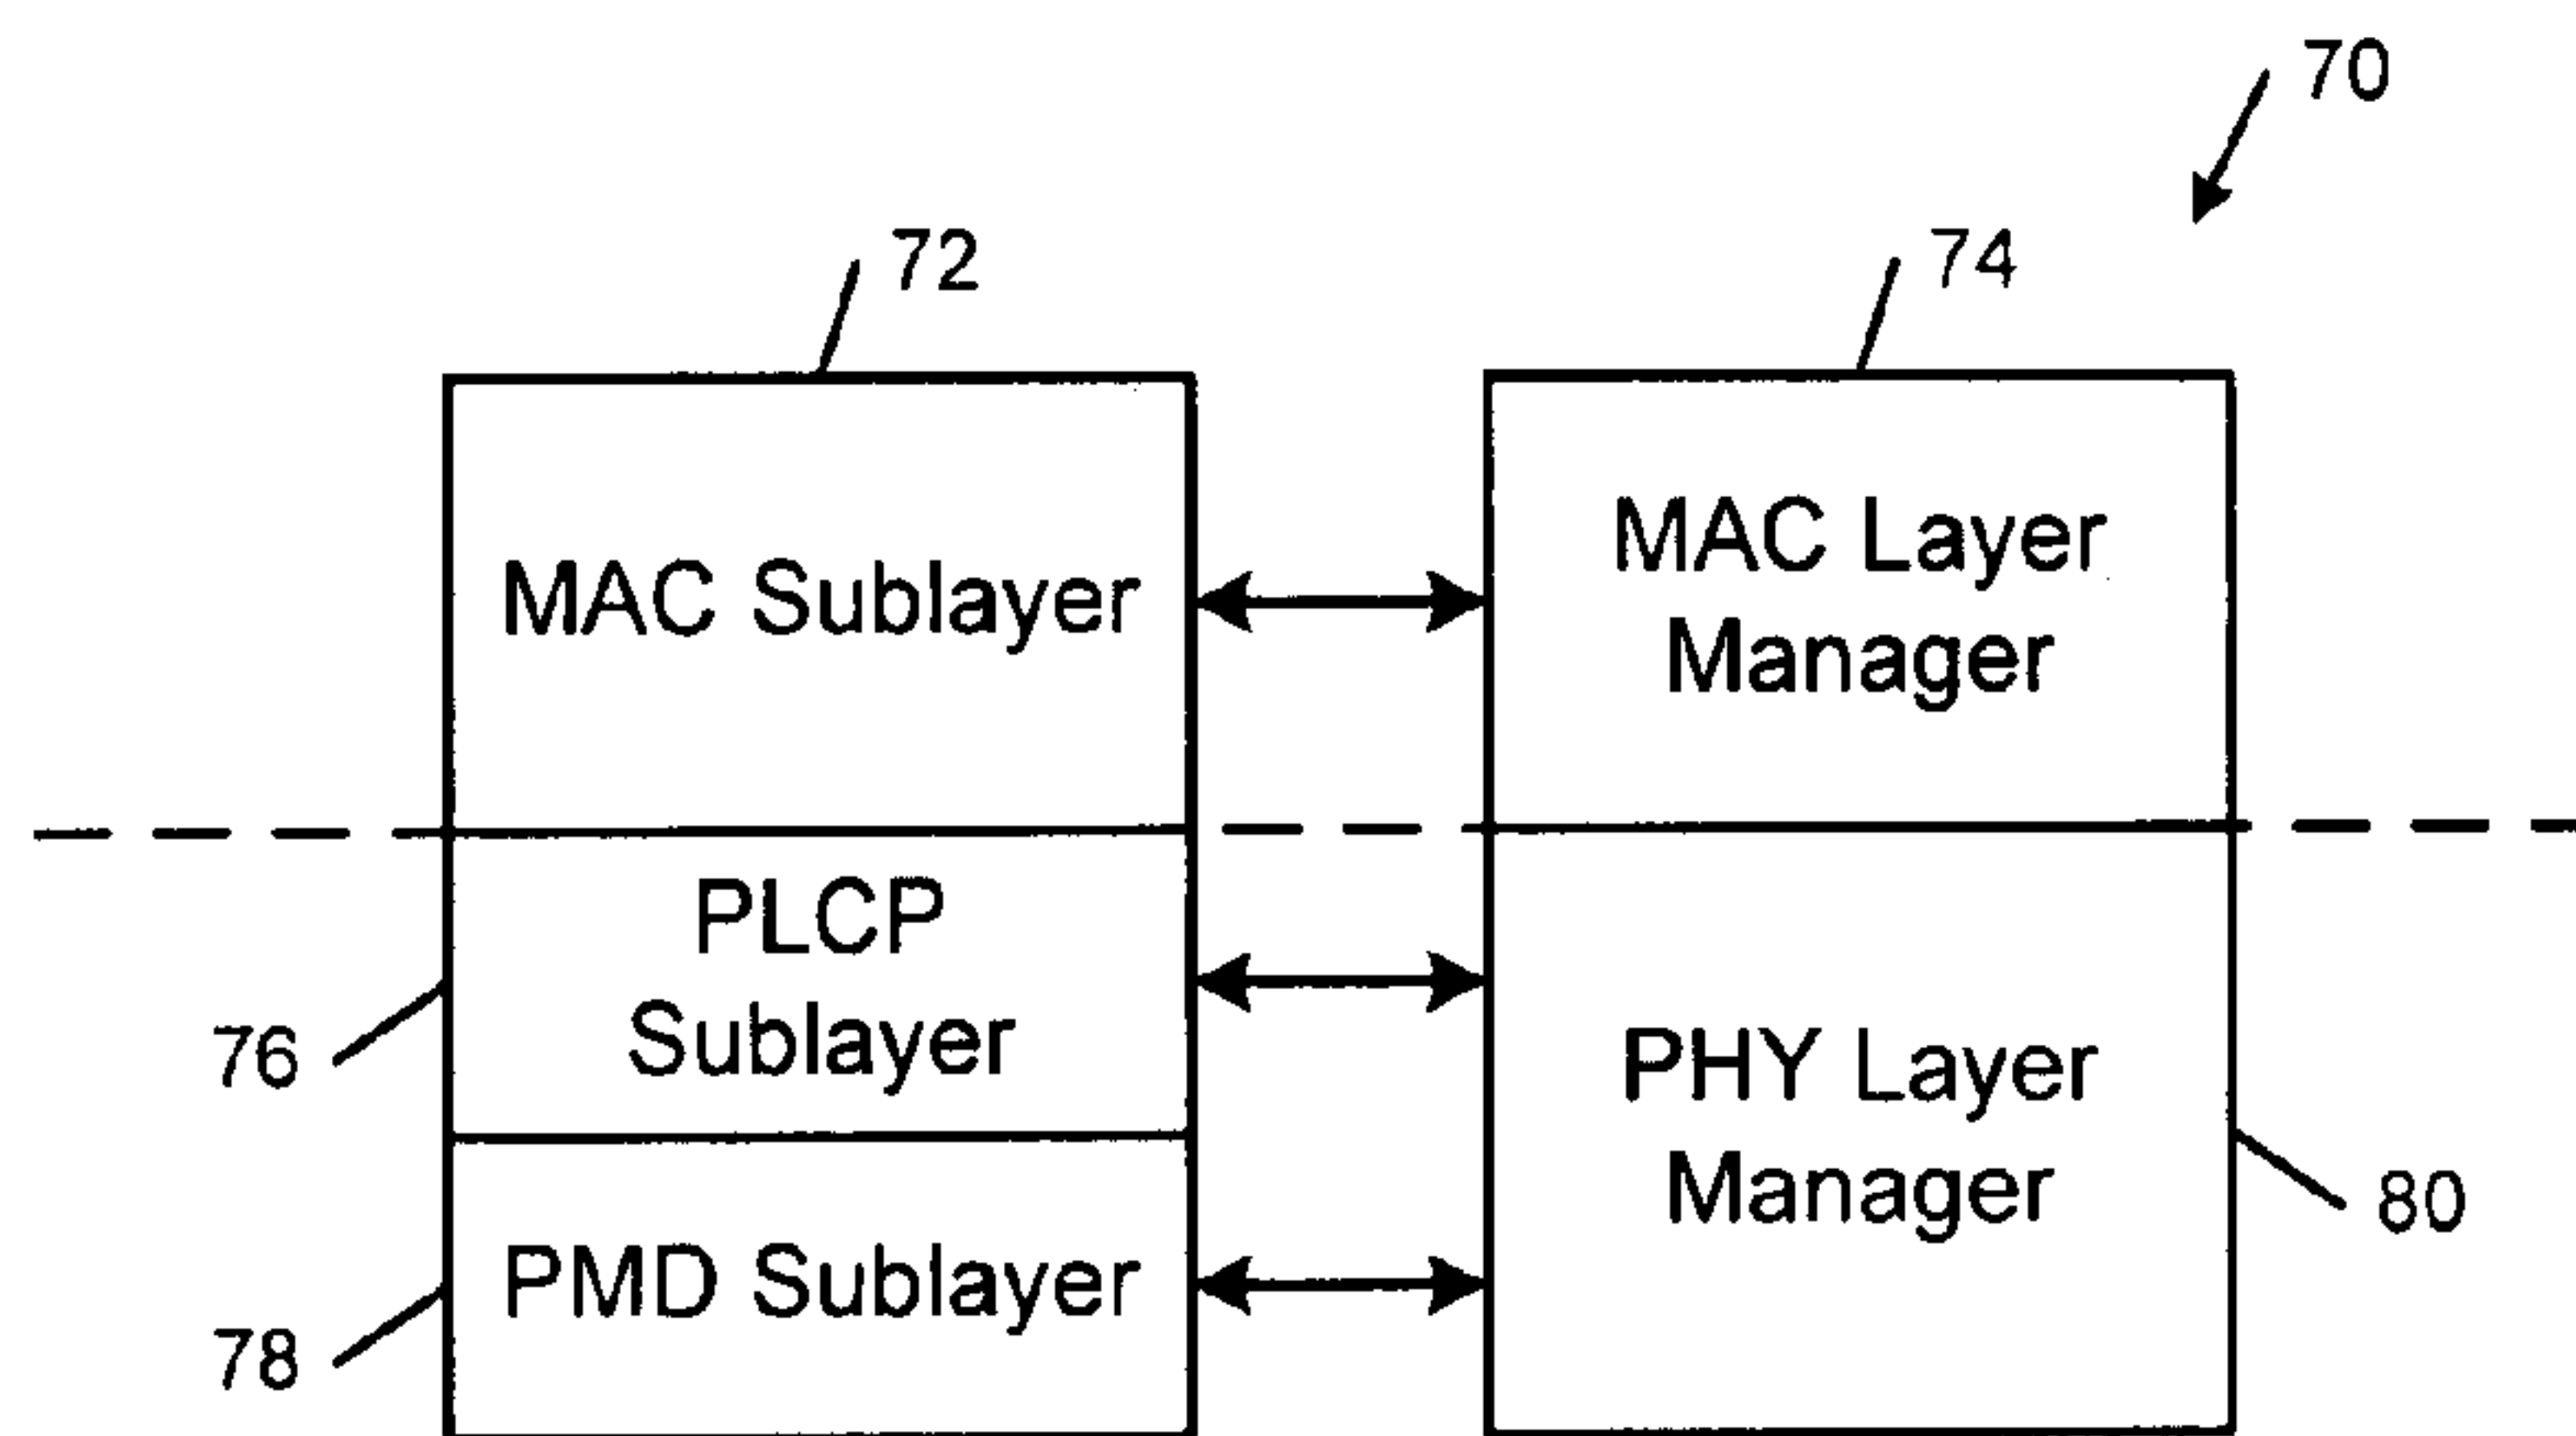 70
72
74
MAC Sublayer
MAC Layer
Manager
PLCP
Sublayer
76
PHY Layer
Manager
80
PMD Sublayer
78